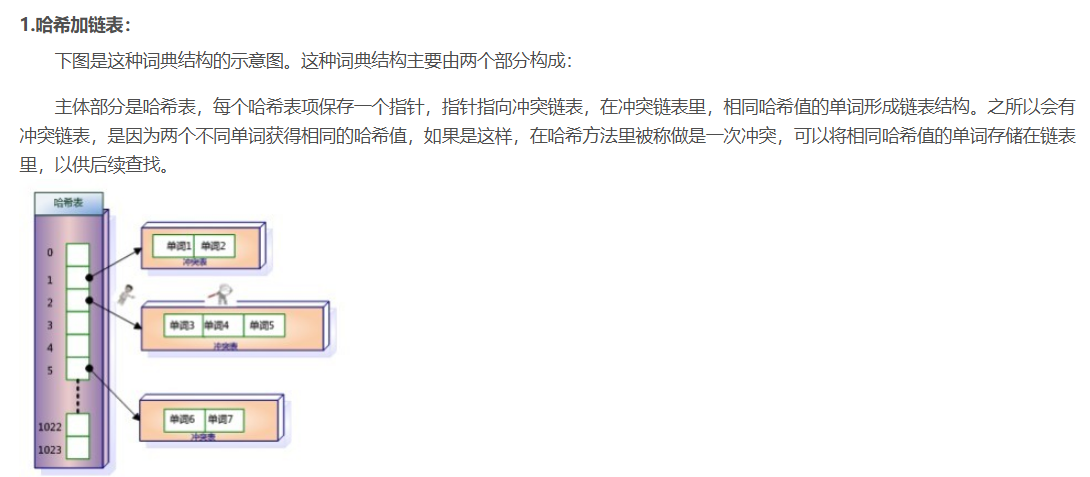 1.哈希加链表：
下图是这种词典结构的示意图。这种词典结构主要由两个部分构成：
主体部分是哈希表，每个哈希表项保存一个指针，指针指向冲突链表，在冲突链表里，相同哈希值的单词形成链表结构。之所以会有
冲突链表，是因为两个不同单词获得相同的哈希值，如果是这样，在哈希方法里被称做是一次冲突，可以将相同哈希值的单词存储在链表
里，以供后续查找。
哈希表
0
单词1 单词2
冲突表
1
2
单词3 单词4 单词5
冲突表
3
4
5
单词6 单词7
冲突表
1022
1023